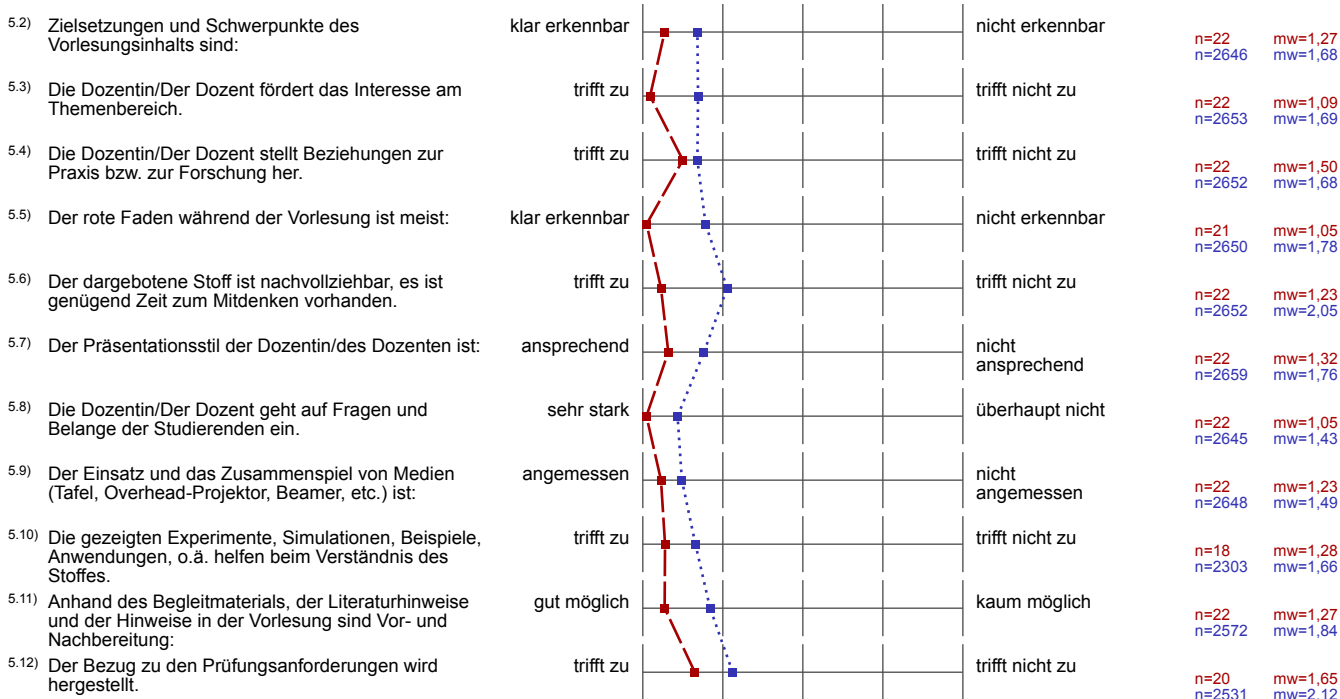 5.2) Zielsetzungen und Schwerpunkte des klar erkennbar nicht erkennbar
Vorlesungsinhalts sind:
n=22 mw=1,27
n=2646 mw=1,68
5.3) Die Dozentin/Der Dozent fördert das Interesse am trifft zu trifft nicht zu
Themenbereich.
n=22 mw=1,09
n=2653 mw=1,69
5.4) Die Dozentin/Der Dozent stellt Beziehungen zur trifft zu trifft nicht zu
Praxis bzw. zur Forschung her.
n=22 mw=1,50
n=2652 mw=1,68
5.5) Der rote Faden während der Vorlesung ist meist: klar erkennbar nicht erkennbar
n=21 mw=1,05
n=2650 mw=1,78
5.6) Der dargebotene Stoff ist nachvollziehbar, es ist trifft zu trifft nicht zu
genügend Zeit zum Mitdenken vorhanden.
n=22 mw=1,23
n=2652 mw=2,05
5.7) Der Präsentationsstil der Dozentin/des Dozenten ist: ansprechend nicht
ansprechend
n=22 mw=1,32
n=2659 mw=1,76
5.8) Die Dozentin/Der Dozent geht auf Fragen und sehr stark überhaupt nicht
Belange der Studierenden ein.
n=22 mw=1,05
n=2645 mw=1,43
5.9) Der Einsatz und das Zusammenspiel von Medien angemessen nicht
(Tafel, Overhead-Projektor, Beamer, etc.) ist: angemessen
n=22 mw=1,23
n=2648 mw=1,49
5.10) Die gezeigten Experimente, Simulationen, Beispiele, trifft zu trifft nicht zu
Anwendungen, o.ä. helfen beim Verständnis des
Stoffes.
n=18 mw=1,28
n=2303 mw=1,66
5.11) Anhand des Begleitmaterials, der Literaturhinweise gut möglich kaum möglich
und der Hinweise in der Vorlesung sind Vor- und
Nachbereitung:
n=22 mw=1,27
n=2572 mw=1,84
5.12) Der Bezug zu den Prüfungsanforderungen wird trifft zu trifft nicht zu
hergestellt.
n=20 mw=1,65
n=2531 mw=2,12